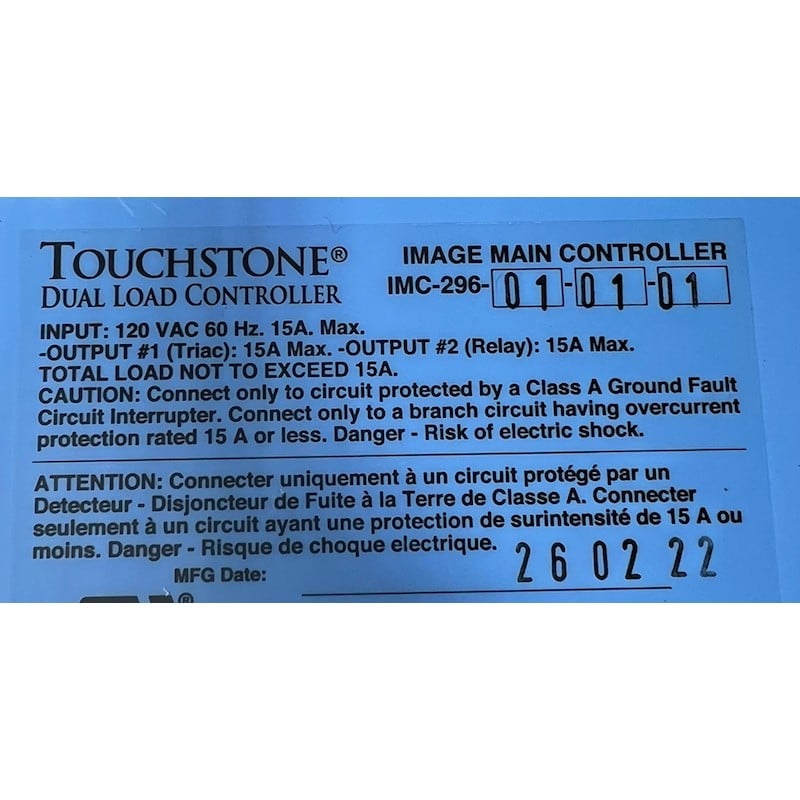 TOUCHSTONE®
DUAL LOAD CONTROLLER
IMAGE MAIN CONTROLLER
IMC-296-01-01-01
INPUT: 120 VAC 60 Hz. 15A. Max.
-OUTPUT #1 (Triac): 15A Max. -OUTPUT #2 (Relay): 15A Max.
TOTAL LOAD NOT TO EXCEED 15A.
CAUTION: Connect only to circuit protected by a Class A Ground Fault
Circuit Interrupter. Connect only to a branch circuit having overcurrent
protection rated 15 A or less. Danger - Risk of electric shock.
ATTENTION: Connecter uniquement à un circuit protégé par un
Detecteur - Disjoncteur de Fuite à la Terre de Classe A. Connecter
seulement à un circuit ayant une protection de surintensité de 15 A ou
moins. Danger - Risque de choque electrique.
MFG Date: 26 02 22
®